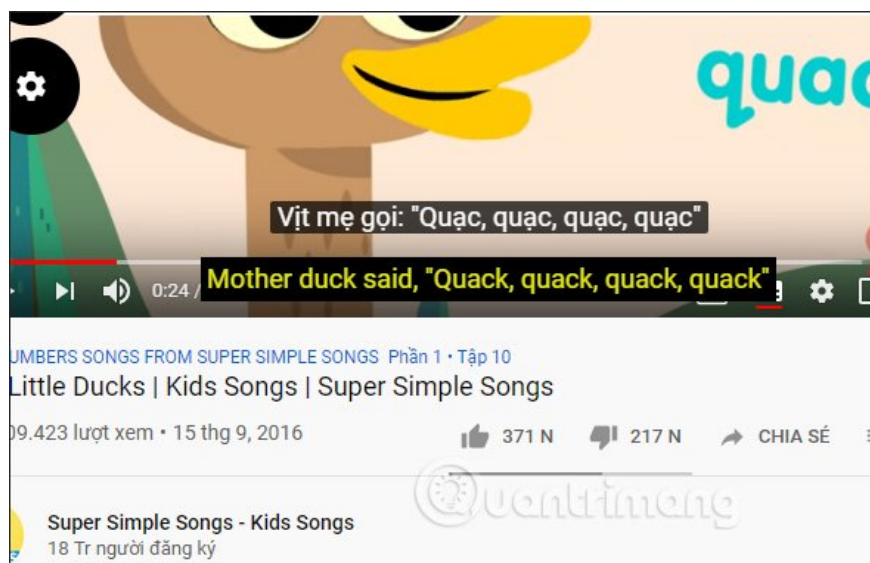 quac
Vịt mẹ gọi: "Quạc, quạc, quạc, quạc"
Mother duck said, "Quack, quack, quack, quack"
0:24 /
UMBERS SONGS FROM SUPER SIMPLE SONGS Phần 1 • Tập 10
Little Ducks | Kids Songs | Super Simple Songs
09.423 lượt xem • 15 thg 9, 2016
371 N 217 N CHIA SẺ
Quantrimang
Super Simple Songs - Kids Songs
18 Tr người đăng ký